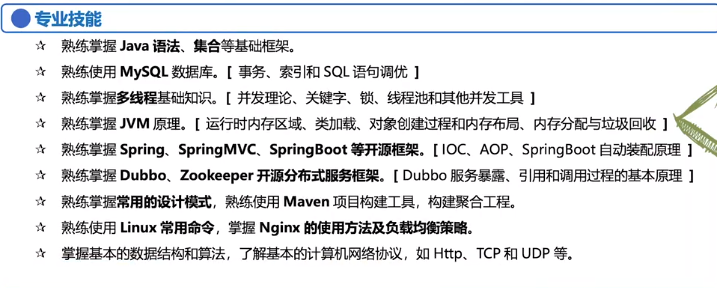 专业技能
☆ 熟练掌握 Java 语法、集合等基础框架。
☆ 熟练使用 MySQL 数据库。[ 事务、索引和 SQL 语句调优 ]
☆ 熟练掌握多线程基础知识。[ 并发理论、关键字、锁、线程池和其他并发工具 ]
☆ 熟练掌握 JVM 原理。[ 运行时内存区域、类加载、对象创建过程和内存布局、内存分配与垃圾回收 ]
☆ 熟练掌握 Spring、SpringMVC、SpringBoot 等开源框架。[ IOC、AOP、SpringBoot 自动装配原理 ]
☆ 熟练掌握 Dubbo、Zookeeper 开源分布式服务框架。[ Dubbo 服务暴露、引用和调用过程的基本原理 ]
☆ 熟练掌握常用的设计模式，熟练使用 Maven 项目构建工具，构建聚合工程。
☆ 熟练使用 Linux 常用命令，掌握 Nginx 的使用方法及负载均衡策略。
☆ 掌握基本的数据结构和算法，了解基本的计算机网络协议，如 Http、TCP 和 UDP 等。